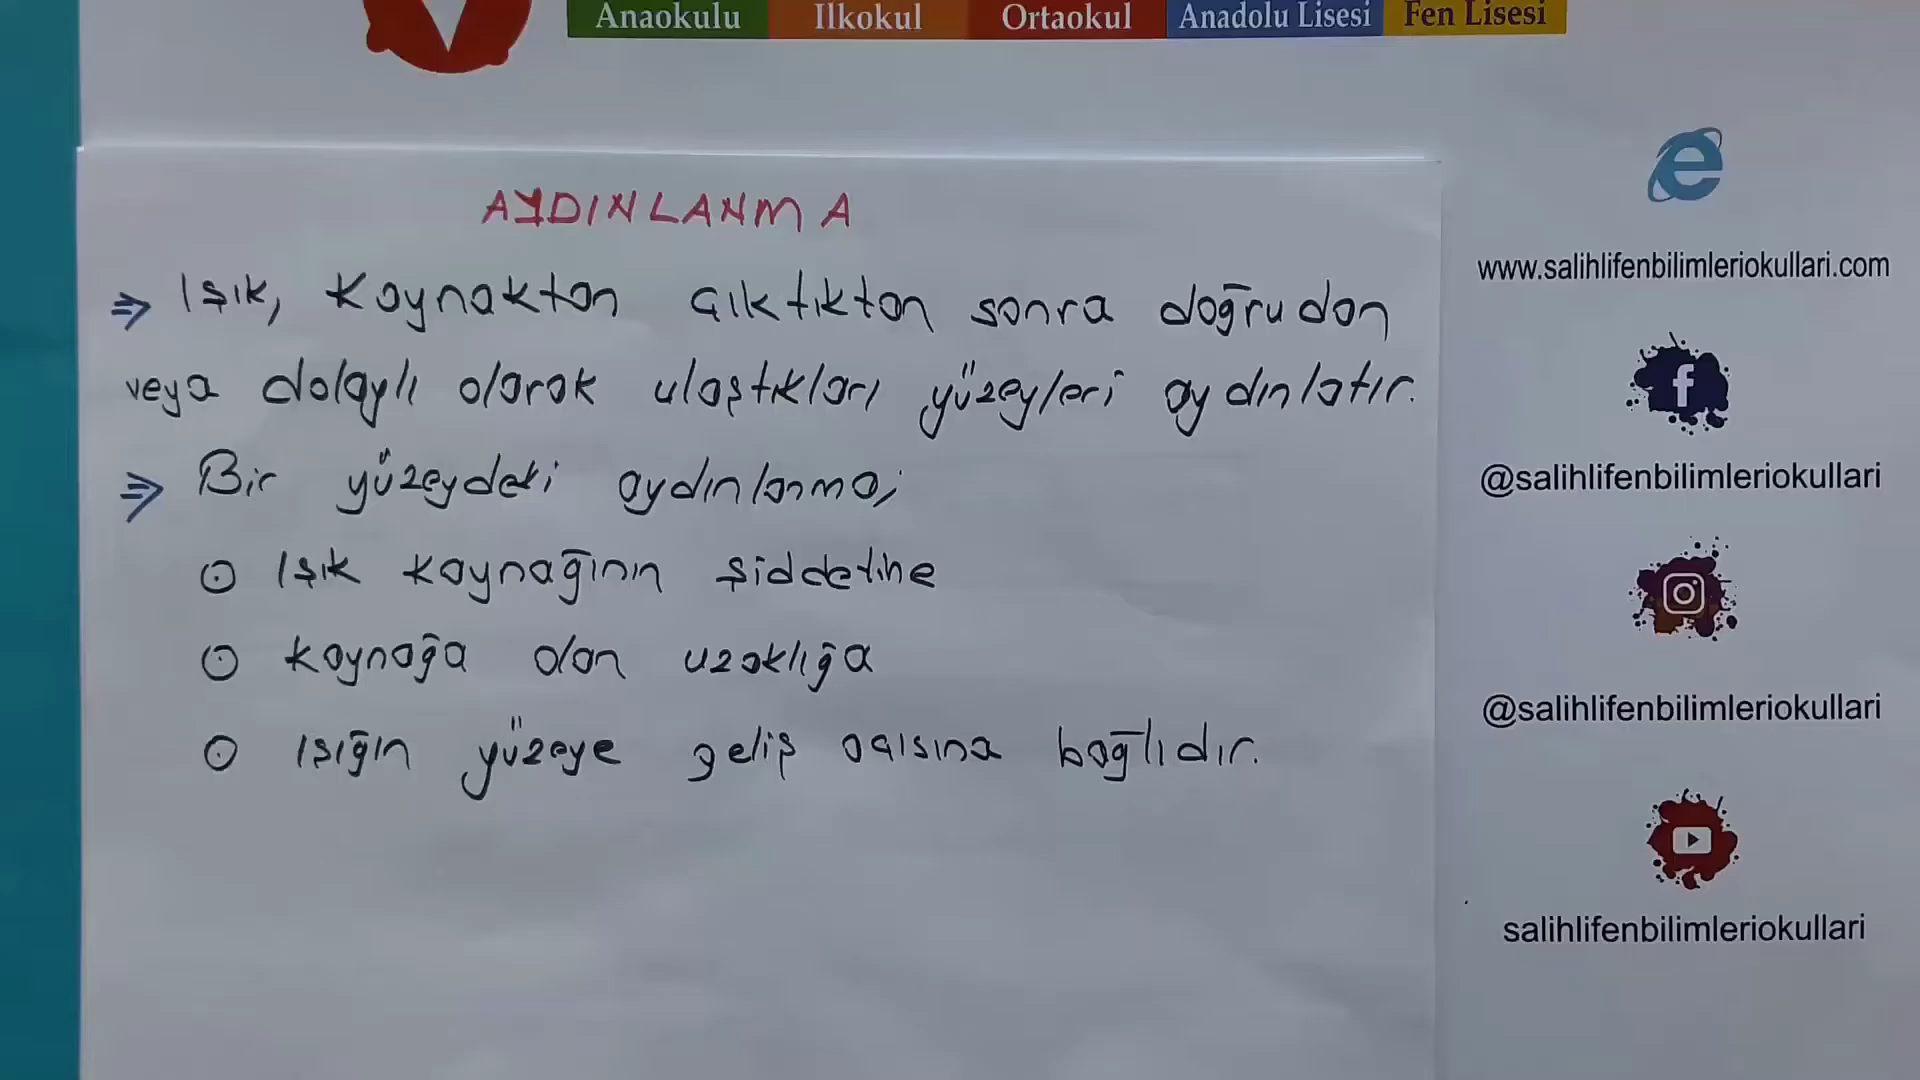 Anaokulu İlkokul Ortaokul Anadolu Lisesi Fen Lisesi
AYDINLANMA
⇒ Işık, kaynaktan çıktıktan sonra doğrudan
veya dolaylı olarak ulaştıkları yüzeyleri aydınlatır.
⇒ Bir yüzeydeki aydınlanma;
⊙ Işık kaynağının şiddetine
⊙ kaynağa olan uzaklığa
⊙ ışığın yüzeye geliş açısına bağlıdır.
www.salihlifenbilimleriokullari.com
@salihlifenbilimleriokullari
@salihlifenbilimleriokullari
salihlifenbilimleriokullari